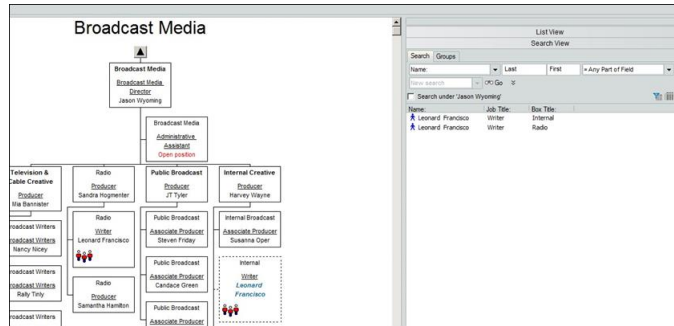 Broadcast Media
Broadcast Media
Broadcast Media
Director
Jason Wyoming
Broadcast Media
Administrative
Assistant
Open position
Television &
Cable Creative
Producer
Mia Bannister
Radio
Producer
Sandra Hogmenter
Public Broadcast
Producer
JT Tyler
Internal Creative
Producer
Harvey Wayne
roadcast Writers
roadcast Writers
Nancy Nicey
Radio
Writer
Leonard Francisco
Public Broadcast
Associate Producer
Steven Friday
Internal Broadcast
Associate Producer
Susanna Oper
roadcast Writers
roadcast Writers
Rally Tinly
Radio
Producer
Samantha Hamilton
Public Broadcast
Associate Producer
Candace Green
Internal
Writer
Leonard
Francisco
roadcast Writers
Public Broadcast
Associate Producer
List View
Search View
Search Groups
Name: Last First = Any Part of Field
New search Go
Search under 'Jason Wyoming'
Name: Job Title: Box Title:
Leonard Francisco Writer Internal
Leonard Francisco Writer Radio